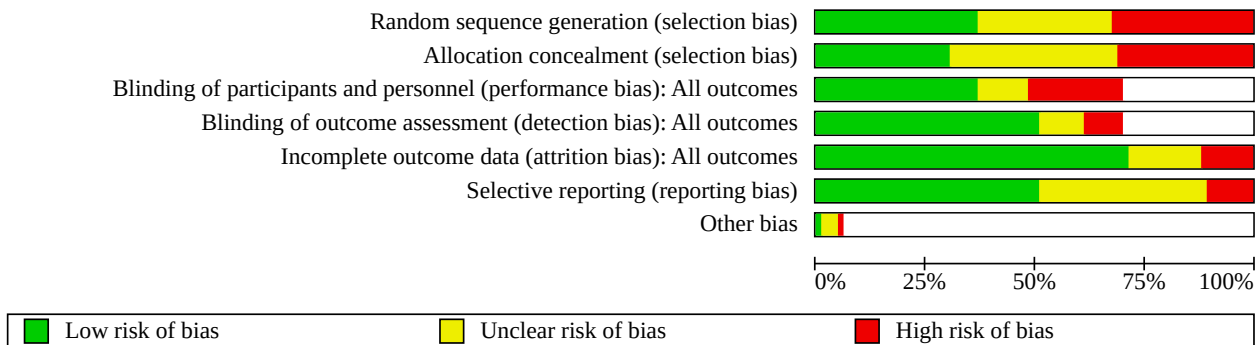 Random sequence generation (selection bias)
Allocation concealment (selection bias)
Blinding of participants and personnel (performance bias): All outcomes
Blinding of outcome assessment (detection bias): All outcomes
Incomplete outcome data (attrition bias): All outcomes
Selective reporting (reporting bias)
Other bias
0% 25% 50% 75% 100%
Low risk of bias Unclear risk of bias High risk of bias